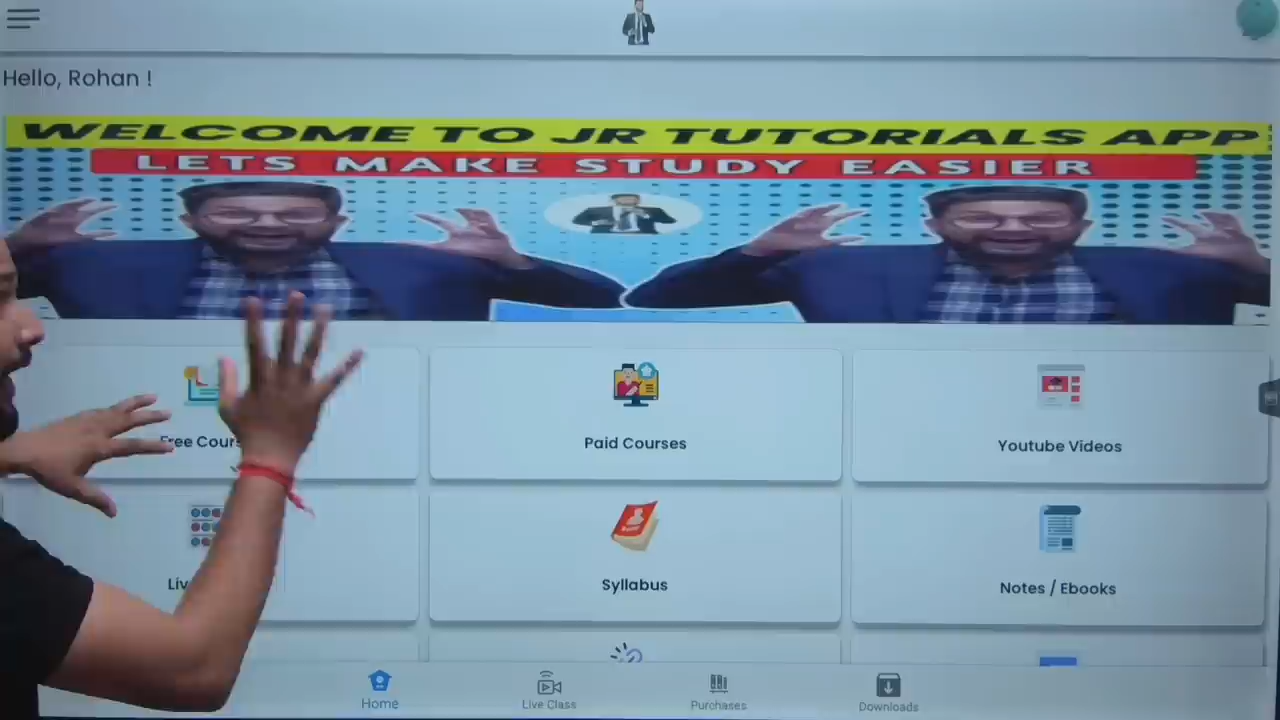 Hello, Rohan !
WELCOME TO JR TUTORIALS APP
LETS MAKE STUDY EASIER
Free
Paid Courses
Youtube Videos
Syllabus
Notes / Ebooks
Home
Live Class
Purchases
Downloads